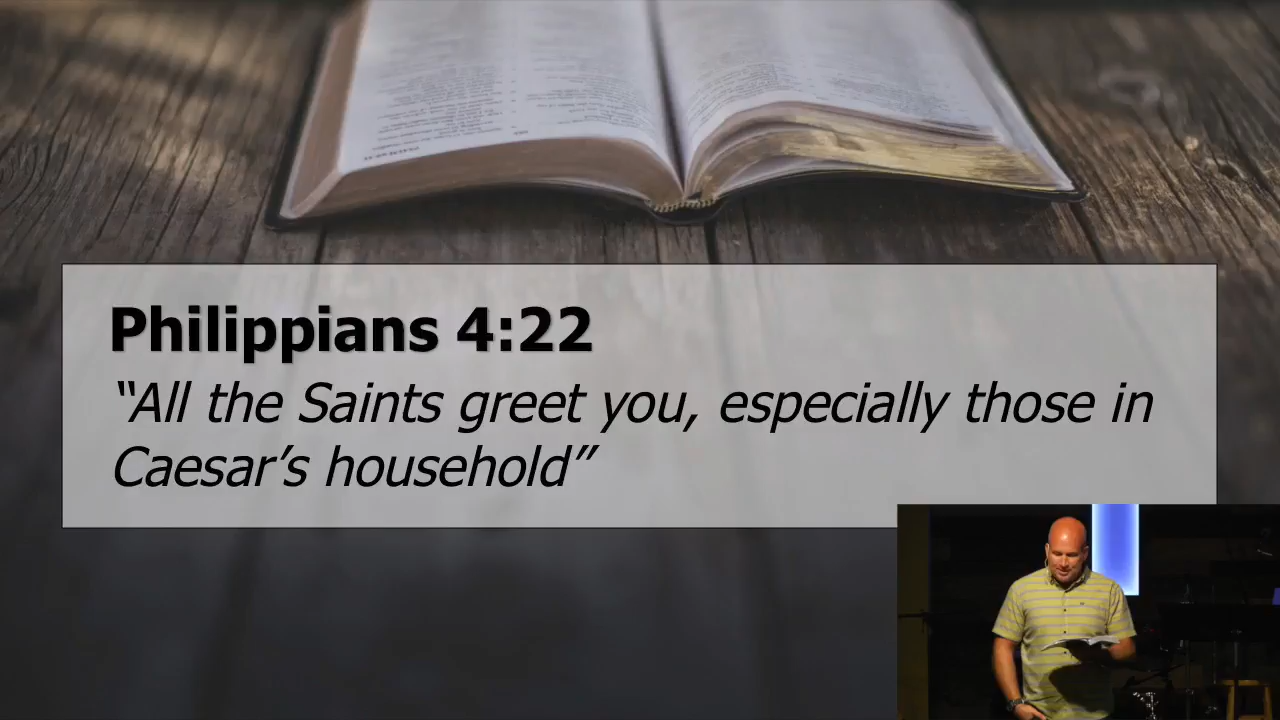 Philippians 4:22
“All the Saints greet you, especially those in
Caesar’s household”